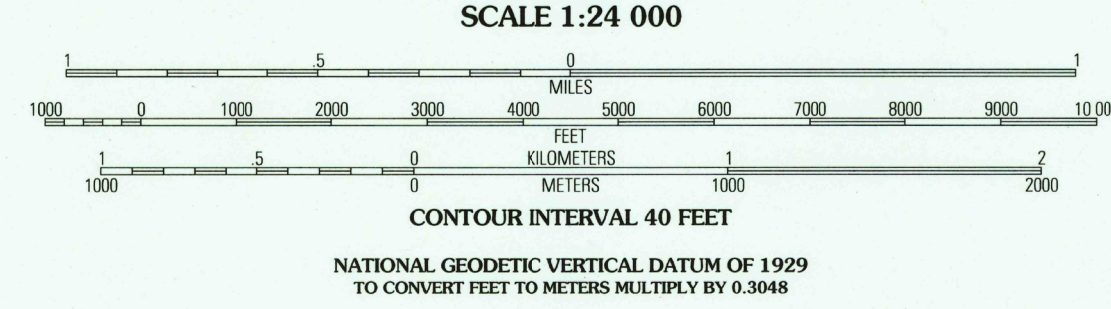 SCALE 1:24 000
1 .5 0 1
MILES
1000 0 1000 2000 3000 4000 5000 6000 7000 8000 9000 10 00
FEET
1 .5 0 KILOMETERS 1 2
1000 0 METERS 1000 2000
CONTOUR INTERVAL 40 FEET
NATIONAL GEODETIC VERTICAL DATUM OF 1929
TO CONVERT FEET TO METERS MULTIPLY BY 0.3048